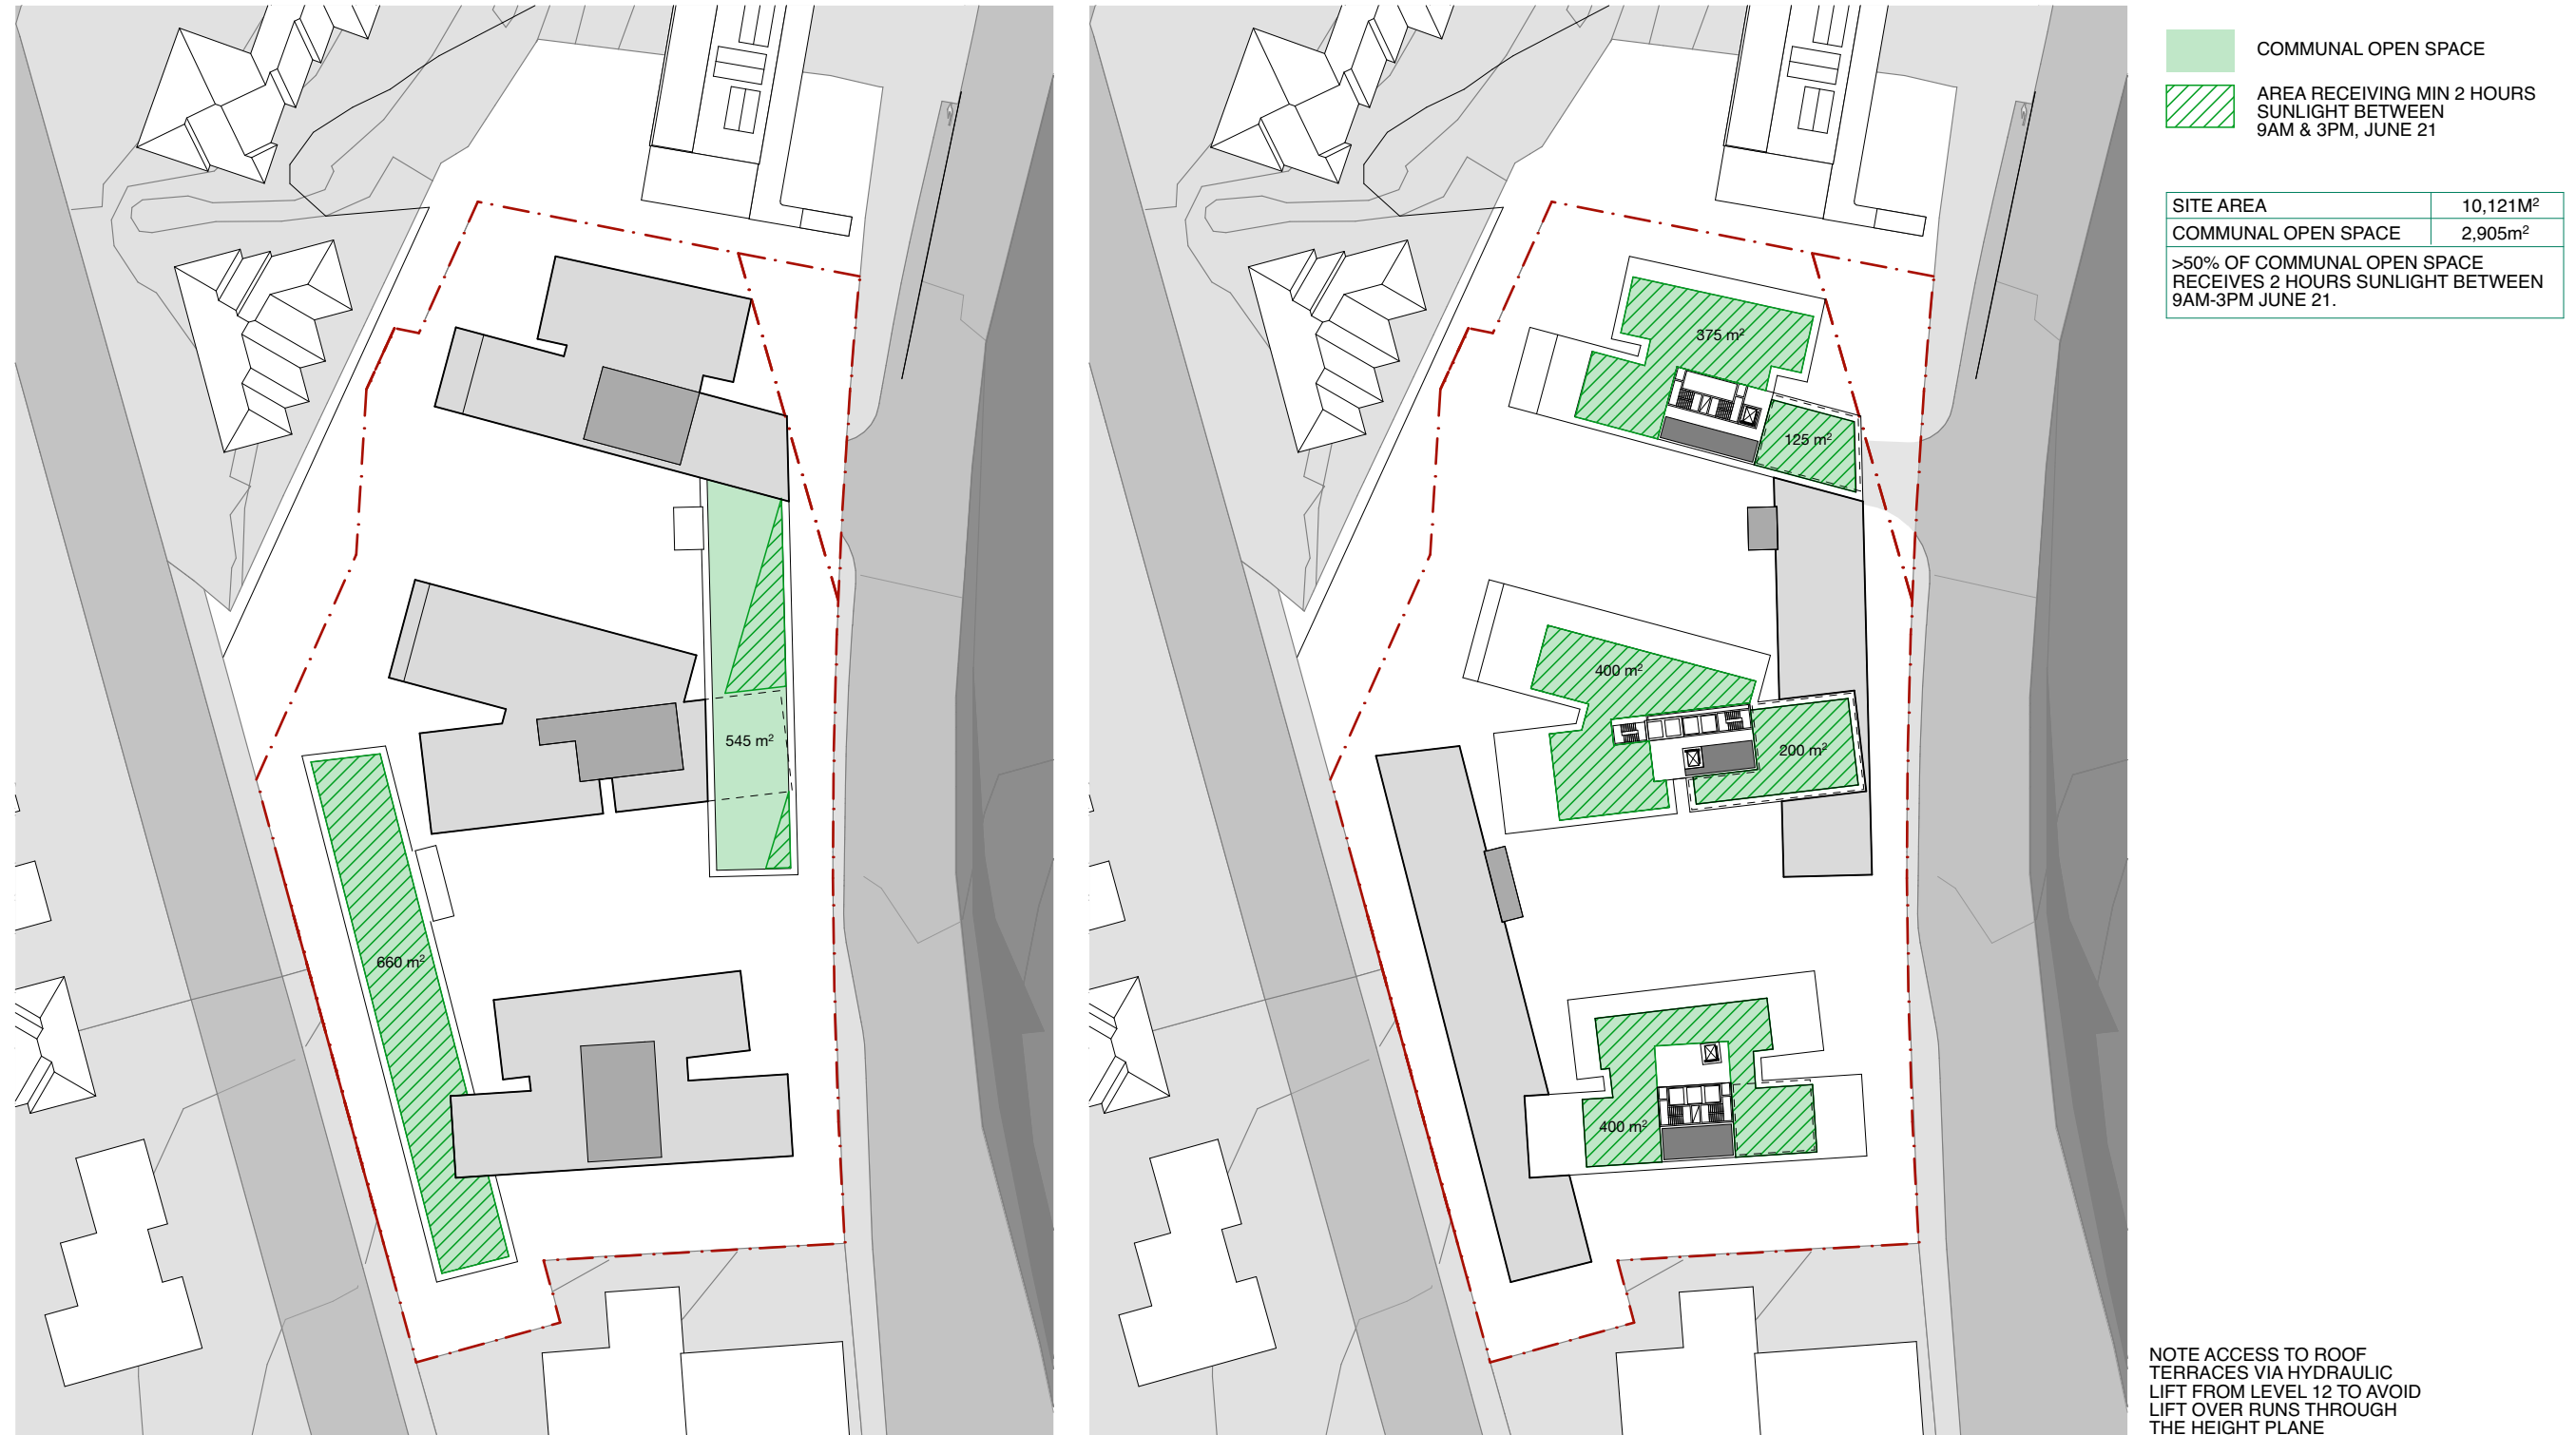 545 m²
660 m²
375 m²
125 m²
400 m²
200 m²
400 m²
COMMUNAL OPEN SPACE
AREA RECEIVING MIN 2 HOURS
SUNLIGHT BETWEEN
9AM & 3PM, JUNE 21
SITE AREA 10,121M²
COMMUNAL OPEN SPACE 2,905m²
>50% OF COMMUNAL OPEN SPACE
RECEIVES 2 HOURS SUNLIGHT BETWEEN
9AM-3PM JUNE 21.
NOTE ACCESS TO ROOF
TERRACES VIA HYDRAULIC
LIFT FROM LEVEL 12 TO AVOID
LIFT OVER RUNS THROUGH
THE HEIGHT PLANE